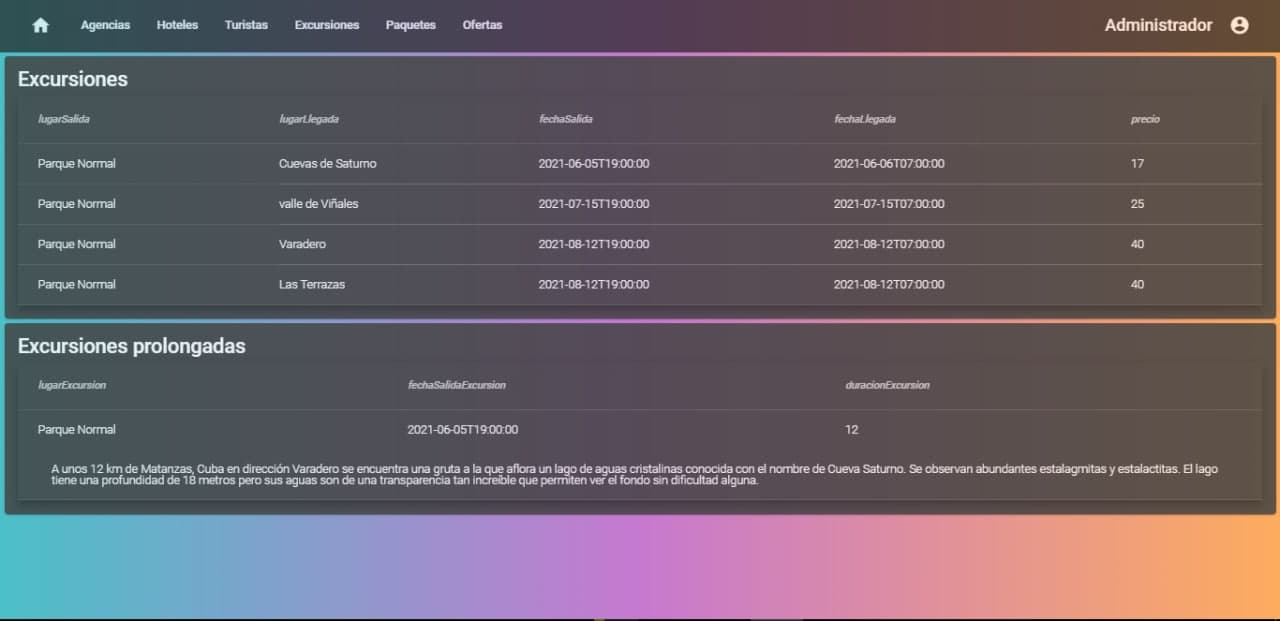 Agencias Hoteles Turistas Excursiones Paquetes Ofertas Administrador
Excursiones
lugarSalida lugarLlegada fechaSalida fechaLlegada precio
Parque Normal Cuevas de Saturno 2021-06-05T19:00:00 2021-06-06T07:00:00 17
Parque Normal valle de Viñales 2021-07-15T19:00:00 2021-07-15T07:00:00 25
Parque Normal Varadero 2021-08-12T19:00:00 2021-08-12T07:00:00 40
Parque Normal Las Terrazas 2021-08-12T19:00:00 2021-08-12T07:00:00 40
Excursiones prolongadas
lugarExcursion fechaSalidaExcursion duracionExcursion
Parque Normal 2021-06-05T19:00:00 12
A unos 12 km de Matanzas, Cuba en dirección Varadero se encuentra una gruta a la que aflora un lago de aguas cristalinas conocida con el nombre de Cueva Saturno. Se observan abundantes estalagmitas y estalactitas. El lago
tiene una profundidad de 18 metros pero sus aguas son de una transparencia tan increíble que permiten ver el fondo sin dificultad alguna.